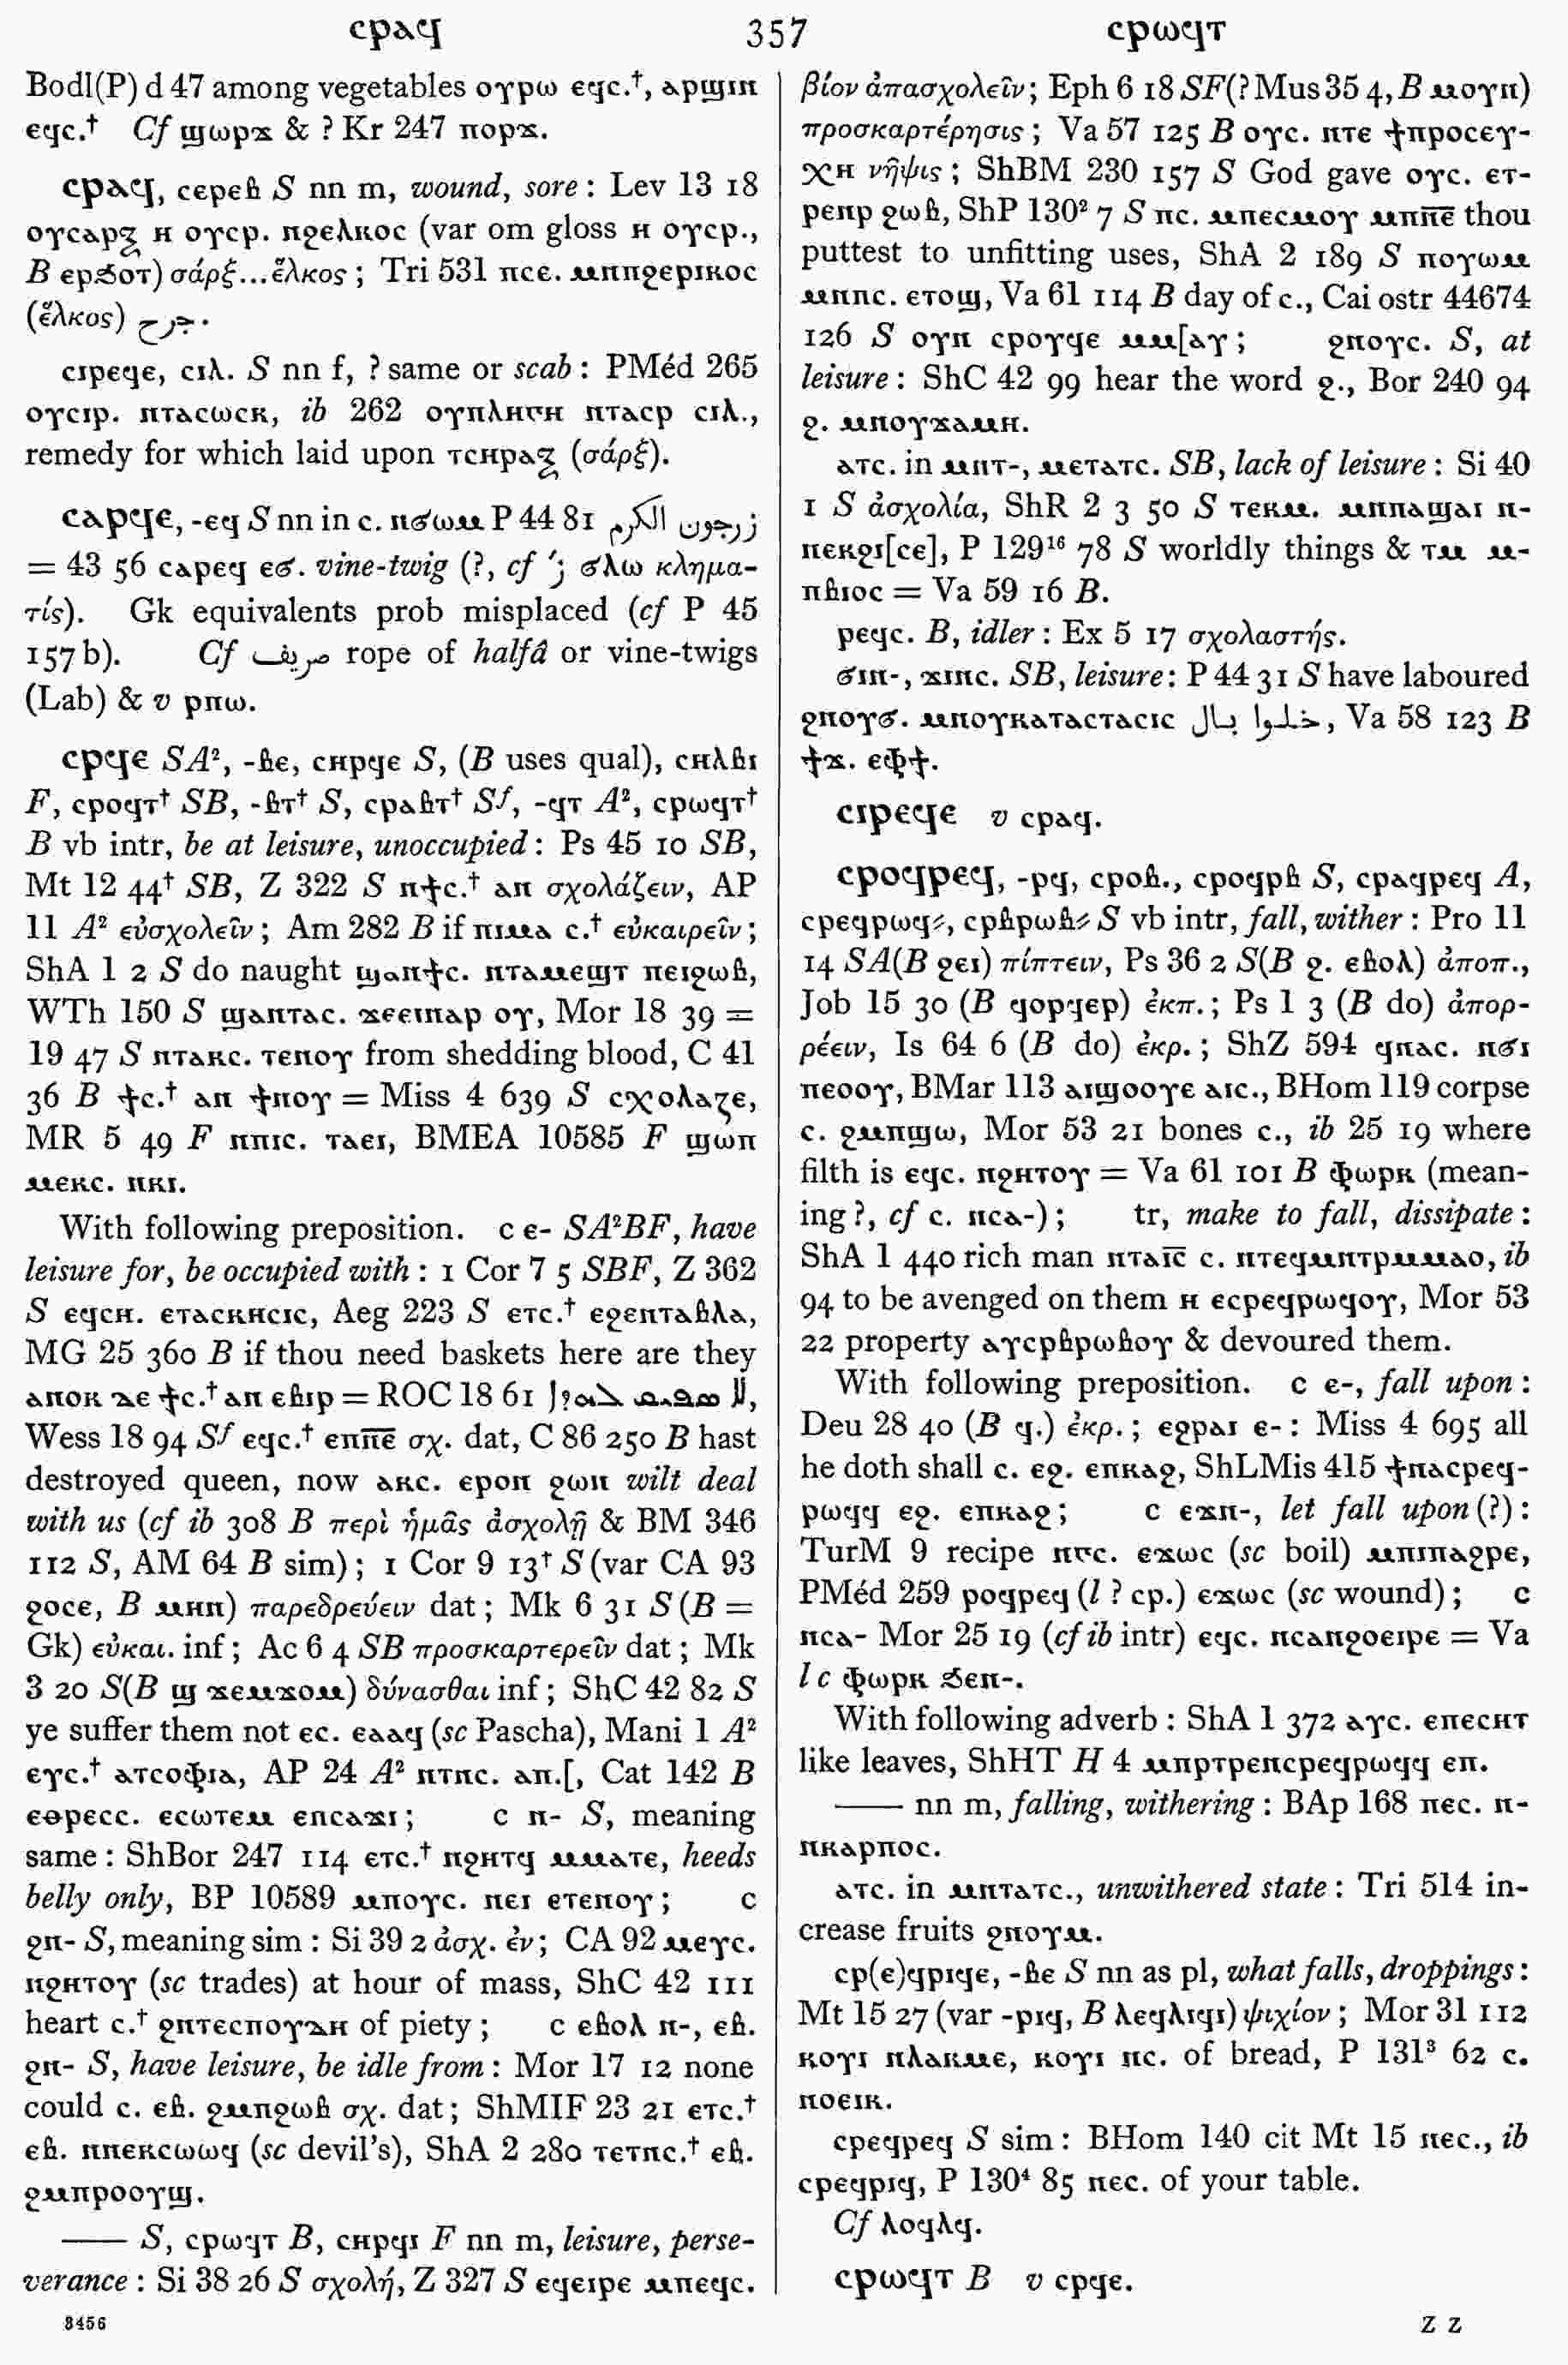 ⲥⲣⲁϥ 357 ⲥⲣⲱϥⲧ
Bodl(P) d 47 among vegetables ⲟⲩⲣⲱ ⲉϥⲥ.†, ⲁⲣϣⲓⲛ
ⲉϥⲥ.† Cf ϣⲱⲣϫ & ? Kr 247 ⲡⲟⲣϫ.
ⲥⲣⲁϥ, ⲥⲉⲣⲉⲃ S nn m, wound, sore : Lev 13 18
ⲟⲩⲥⲁⲣⲝ ⲏ ⲟⲩⲥⲣ. ⲛϩⲉⲗⲕⲟⲥ (var om gloss ⲏ ⲟⲩⲥⲣ.,
B ⲉⲣϧⲟⲧ) σάρξ...ἕλκος ; Tri 531 ⲡⲥⲉ. ⲙⲡⲡϩⲉⲣⲓⲕⲟⲥ
(ἕλκος) جرح.
ⲥⲓⲣⲉϥⲉ, ⲥⲓⲗ. S nn f, ? same or scab : PMéd 265
ⲟⲩⲥⲓⲣ. ⲛⲧⲁⲥⲱⲥⲕ, ib 262 ⲟⲩⲡⲗⲏⲅⲏ ⲛⲧⲁⲥⲣ ⲥⲓⲗ.,
remedy for which laid upon ⲧⲥⲏⲣⲁⲝ (σάρξ).
ⲥⲁⲣϥⲉ, -ⲉϥ S nn in c. ⲛϭⲱⲙ P 44 81 زرجون الكرم
= 43 56 ⲥⲁⲣⲉϥ ⲉϭ. vine-twig (?, cf ز' ϭⲗⲱ κλημα-
τίς). Gk equivalents prob misplaced (cf P 45
157 b). Cf صريف rope of halfâ or vine-twigs
(Lab) & v ⲣⲡⲱ.
ⲥⲣϥⲉ SA², -ⲃⲉ, ⲥⲏⲣϥⲉ S, (B uses qual), ⲥⲏⲗⲃⲓ
F, ⲥⲣⲟϥⲧ† SB, -ⲃⲧ† S, ⲥⲣⲁⲃⲧ† Sf, -ϥⲧ A², ⲥⲣⲱϥⲧ†
B vb intr, be at leisure, unoccupied : Ps 45 10 SB,
Mt 12 44† SB, Z 322 S ⲛϯⲥ.† ⲁⲛ σχολάζειν, AP
11 A² εὐσχολεῖν ; Am 282 B if ⲡⲓⲙⲁ ⲥ.† εὐκαιρεῖν ;
ShA 1 2 S do naught ϣⲁⲛϯⲥ. ⲛⲧⲁⲙⲉϣⲧ ⲡⲉⲓϩⲱⲃ,
WTh 150 S ϣⲁⲛⲧⲁⲥ. ϫⲉⲉⲓⲛⲁⲣ ⲟⲩ, Mor 18 39 =
19 47 S ⲛⲧⲁⲕⲥ. ⲧⲉⲛⲟⲩ from shedding blood, C 41
36 B ϯⲥ.† ⲁⲛ ϯⲛⲟⲩ = Miss 4 639 S ⲥⲭⲟⲗⲁⲍⲉ,
MR 5 49 F ⲛⲛⲓⲥ. ⲧⲁⲉⲓ, BMEA 10585 F ϣⲱⲡ
ⲙⲉⲕⲥ. ⲛⲕⲓ.
With following preposition. c ⲉ- SA²BF, have
leisure for, be occupied with : 1 Cor 7 5 SBF, Z 362
S ⲉϥⲥⲏ. ⲉⲧⲁⲥⲕⲏⲥⲓⲥ, Aeg 223 S ⲉⲧⲥ.† ⲉϩⲉⲛⲧⲁⲃⲗⲁ,
MG 25 360 B if thou need baskets here are they
ⲁⲛⲟⲕ ⲇⲉ ϯⲥ.† ⲁⲛ ⲉⲃⲓⲣ = ROC 18 61
Wess 18 94 Sf ⲉϥⲥ.† ⲉⲡⲛ̅ⲉ̅ σχ. dat, C 86 250 B hast
destroyed queen, now ⲁⲕⲥ. ⲉⲣⲟⲛ ϩⲱⲛ wilt deal
with us (cf ib 308 B περὶ ἡμᾶς ἀσχολῇ & BM 346
112 S, AM 64 B sim) ; 1 Cor 9 13† S (var CA 93
ϩⲟⲥⲉ, B ⲙⲏⲛ) παρεδρεύειν dat ; Mk 6 31 S (B =
Gk) εὐκαι. inf ; Ac 6 4 SB προσκαρτερεῖν dat ; Mk
3 20 S(B ϣ ϫⲉⲙϫⲟⲙ) δύνασθαι inf ; ShC 42 82 S
ye suffer them not ⲉⲥ. ⲉⲁⲁϥ (sc Pascha), Mani 1 A²
ⲉⲩⲥ.† ⲁⲧⲥⲟⲫⲓⲁ, AP 24 A² ⲛⲧⲛⲥ. ⲁⲛ.[, Cat 142 B
ⲉⲑⲣⲉⲥⲥ. ⲉⲥⲱⲧⲉⲙ ⲉⲡⲥⲁϫⲓ ; c ⲛ- S, meaning
same : ShBor 247 114 ⲉⲧⲥ.† ⲛϩⲏⲧϥ ⲙⲙⲁⲧⲉ, heeds
belly only, BP 10589 ⲙⲡⲟⲩⲥ. ⲛⲉⲓ ⲉⲧⲉⲛⲟⲩ ; c
ϩⲛ- S, meaning sim : Si 39 2 ἀσχ. ἐν ; CA 92 ⲙⲉⲩⲥ.
ⲛϩⲏⲧⲟⲩ (sc trades) at hour of mass, ShC 42 111
heart c.† ϩⲛⲧⲉⲥⲡⲟⲩⲇⲏ of piety ; c ⲉⲃⲟⲗ ⲛ-, ⲉⲃ.
ϩⲛ- S, have leisure, be idle from : Mor 17 12 none
could c. ⲉⲃ. ϩⲙⲡϩⲱⲃ σχ. dat ; ShMIF 23 21 ⲉⲧⲥ.†
ⲉⲃ. ⲛⲛⲉⲕⲥⲱⲱϥ (sc devil's), ShA 2 280 ⲧⲉⲧⲛⲥ.† ⲉⲃ.
ϩⲙⲡⲣⲟⲟⲩϣ.
—— S, ⲥⲣⲱϥⲧ B, ⲥⲏⲣϥⲓ F nn m, leisure, perse-
verance : Si 38 26 S σχολή, Z 327 S ⲉϥⲉⲓⲣⲉ ⲙⲡⲉϥⲥ.
3456
βίον ἀπασχολεῖν ; Eph 6 18 SF(? Mus 35 4, B ⲙⲟⲩⲛ)
προσκαρτέρησις ; Va 57 125 B ⲟⲩⲥ. ⲛⲧⲉ ϯⲡⲣⲟⲥⲉⲩ-
ⲭⲏ νῆψις ; ShBM 230 157 S God gave ⲟⲩⲥ. ⲉⲧ-
ⲣⲉⲛⲣ ϩⲱⲃ, ShP 130² 7 S ⲡⲥ. ⲙⲡⲉⲥⲙⲟⲩ ⲙⲡⲛ̅ⲉ̅ thou
puttest to unfitting uses, ShA 2 189 S ⲡⲟⲩⲱⲙ
ⲙⲡⲡⲥ. ⲉⲧⲟϣ, Va 61 114 B day of c., Cai ostr 44674
126 S ⲟⲩⲛ ⲥⲣⲟⲩϥⲉ ⲙⲙ[ⲁⲩ ; ϩⲛⲟⲩⲥ. S, at
leisure : ShC 42 99 hear the word ϩ., Bor 240 94
ϩ. ⲙⲡⲟⲩϫⲁⲙⲏ.
ⲁⲧⲥ. in ⲙⲛⲧ-, ⲙⲉⲧⲁⲧⲥ. SB, lack of leisure : Si 40
1 S ἀσχολία, ShR 2 3 50 S ⲧⲉⲕⲙ. ⲙⲡⲡⲁϣⲁⲓ ⲛ-
ⲛⲉⲕϩⲓ[ⲥⲉ], P 129¹⁶ 78 S worldly things & ⲧⲙ ⲙ-
ⲡⲃⲓⲟⲥ = Va 59 16 B.
ⲣⲉϥⲥ. B, idler : Ex 5 17 σχολαστής.
ϭⲓⲛ-, ϫⲓⲛⲥ. SB, leisure : P 44 31 S have laboured
ϩⲛⲟⲩϭ. ⲙⲡⲟⲩⲕⲁⲧⲁⲥⲧⲁⲥⲓⲥ خلوا بال, Va 58 123 B
ϯϫ. ⲉⲫϯ.
ⲥⲓⲣⲉϥⲉ v ⲥⲣⲁϥ.
ⲥⲣⲟϥⲣⲉϥ, -ⲣϥ, ⲥⲣⲟⲃ., ⲥⲣⲟϥⲣⲃ S, ⲥⲣⲁϥⲣⲉϥ A,
ⲥⲣⲉϥⲣⲱϥ⸗, ⲥⲣⲃⲣⲱⲃ⸗ S vb intr, fall, wither : Pro 11
14 SA(B ϩⲉⲓ) πίπτειν, Ps 36 2 S(B ϩ. ⲉⲃⲟⲗ) ἀποπ.,
Job 15 30 (B ϥⲟⲣϥⲉⲣ) ἐκπ. ; Ps 1 3 (B do) ἀπορ-
ρέειν, Is 64 6 (B do) ἐκρ. ; ShZ 594 ϥⲛⲁⲥ. ⲛϭⲓ
ⲡⲉⲟⲟⲩ, BMar 113 ⲁⲓϣⲟⲟⲩⲉ ⲁⲓⲥ., BHom 119 corpse
c. ϩⲙⲡϣⲱ, Mor 53 21 bones c., ib 25 19 where
filth is ⲉϥⲥ. ⲛϩⲏⲧⲟⲩ = Va 61 101 B ⲫⲱⲣⲕ (mean-
ing ?, cf c. ⲛⲥⲁ-) ; tr, make to fall, dissipate :
ShA 1 440 rich man ⲛⲧⲁⲓ̅ⲥ̅ c. ⲛⲧⲉϥⲙⲛⲧⲣⲙⲙⲁⲟ, ib
94 to be avenged on them ⲏ ⲉⲥⲣⲉϥⲣⲱϥⲟⲩ, Mor 53
22 property ⲁⲩⲥⲣⲃⲣⲱⲃⲟⲩ & devoured them.
With following preposition. c ⲉ-, fall upon :
Deu 28 40 (B ϥ.) ἐκρ. ; ⲉϩⲣⲁⲓ ⲉ- : Miss 4 695 all
he doth shall c. ⲉϩ. ⲉⲡⲕⲁϩ, ShLMis 415 ϯⲛⲁⲥⲣⲉϥ-
ⲣⲱϥϥ ⲉϩ. ⲉⲡⲕⲁϩ ; c ⲉϫⲛ-, let fall upon (?) :
TurM 9 recipe ⲛⲅⲥ. ⲉϫⲱⲥ (sc boil) ⲙⲡⲓⲡⲁϩⲣⲉ,
PMéd 259 ⲣⲟϥⲣⲉϥ (l ? ⲥⲣ.) ⲉϫⲱⲥ (sc wound) ; c
ⲛⲥⲁ- Mor 25 19 (cf ib intr) ⲉϥⲥ. ⲛⲥⲁⲛϩⲟⲉⲓⲣⲉ = Va
l c ⲫⲱⲣⲕ ϧⲉⲛ-.
With following adverb : ShA 1 372 ⲁⲩⲥ. ⲉⲡⲉⲥⲏⲧ
like leaves, ShHT H 4 ⲙⲡⲣⲧⲣⲉⲛⲥⲣⲉϥⲣⲱϥϥ ⲉⲡ.
—— nn m, falling, withering : BAp 168 ⲡⲉⲥ. ⲛ-
ⲛⲕⲁⲣⲡⲟⲥ.
ⲁⲧⲥ. in ⲙⲛⲧⲁⲧⲥ., unwithered state : Tri 514 in-
crease fruits ϩⲛⲟⲩⲙ.
ⲥⲣ(ⲉ)ϥⲣⲓϥⲉ, -ⲃⲉ S nn as pl, what falls, droppings :
Mt 15 27 (var -ⲣⲓϥ, B ⲗⲉϥⲗⲓϥⲓ) ψιχίον ; Mor 31 112
ⲕⲟⲩⲓ ⲛⲗⲁⲕⲙⲉ, ⲕⲟⲩⲓ ⲛⲥ. of bread, P 131³ 62 c.
ⲛⲟⲉⲓⲕ.
ⲥⲣⲉϥⲣⲉϥ S sim : BHom 140 cit Mt 15 ⲛⲉⲥ., ib
ⲥⲣⲉϥⲣⲓϥ, P 130⁴ 85 ⲛⲉⲥ. of your table.
Cf ⲗⲟϥⲗϥ.
ⲥⲣⲱϥⲧ B v ⲥⲣϥⲉ.
Z Z